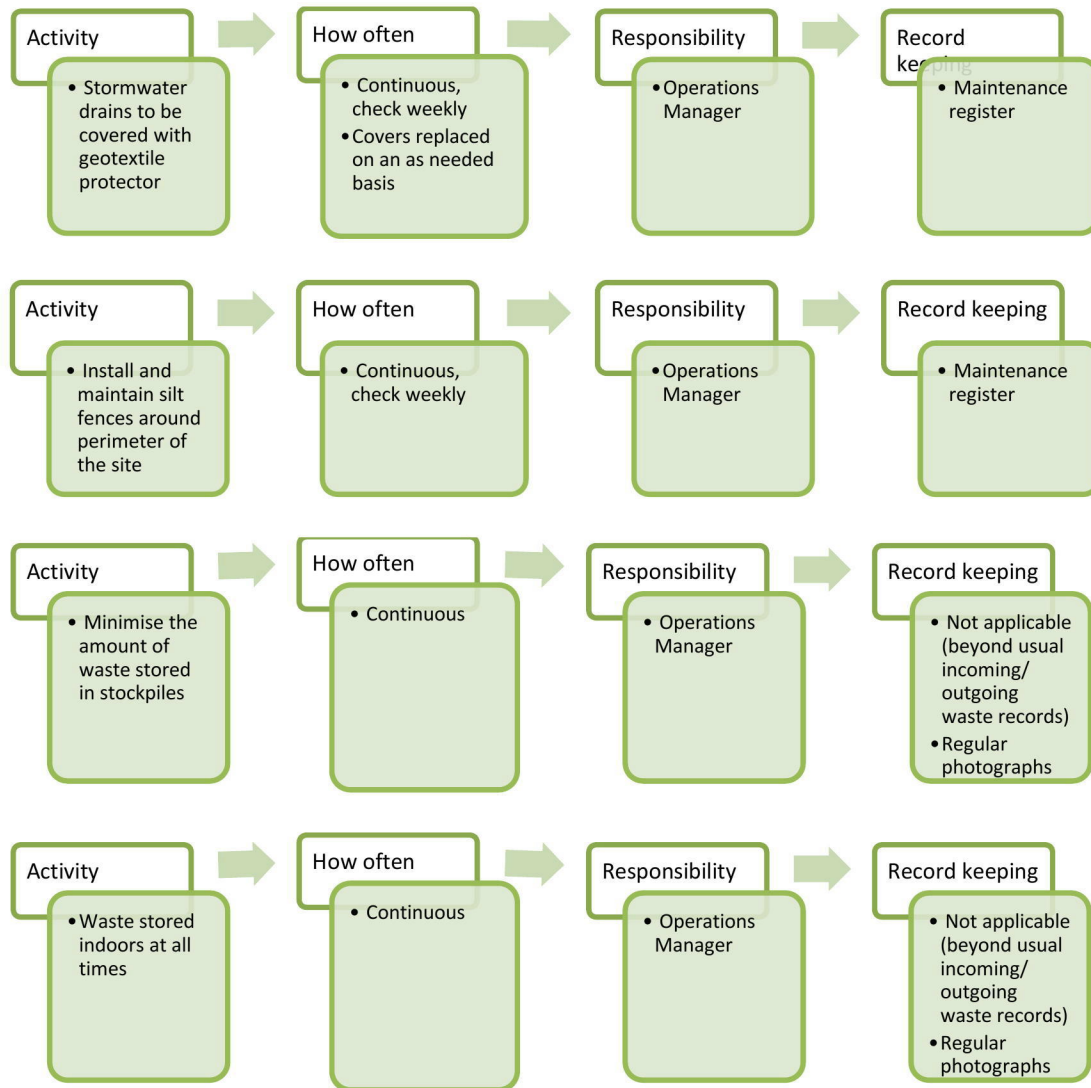 Activity
• Stormwater
drains to be
covered with
geotextile
protector
How often
• Continuous,
check weekly
• Covers replaced
on an as needed
basis
Responsibility
• Operations
Manager
Record
keeping
• Maintenance
register
Activity
• Install and
maintain silt
fences around
perimeter of
the site
How often
• Continuous,
check weekly
Responsibility
• Operations
Manager
Record keeping
• Maintenance
register
Activity
• Minimise the
amount of
waste stored
in stockpiles
How often
• Continuous
Responsibility
• Operations
Manager
Record keeping
• Not applicable
(beyond usual
incoming/
outgoing
waste records)
• Regular
photographs
Activity
• Waste stored
indoors at all
times
How often
• Continuous
Responsibility
• Operations
Manager
Record keeping
• Not applicable
(beyond usual
incoming/
outgoing
waste records)
• Regular
photographs